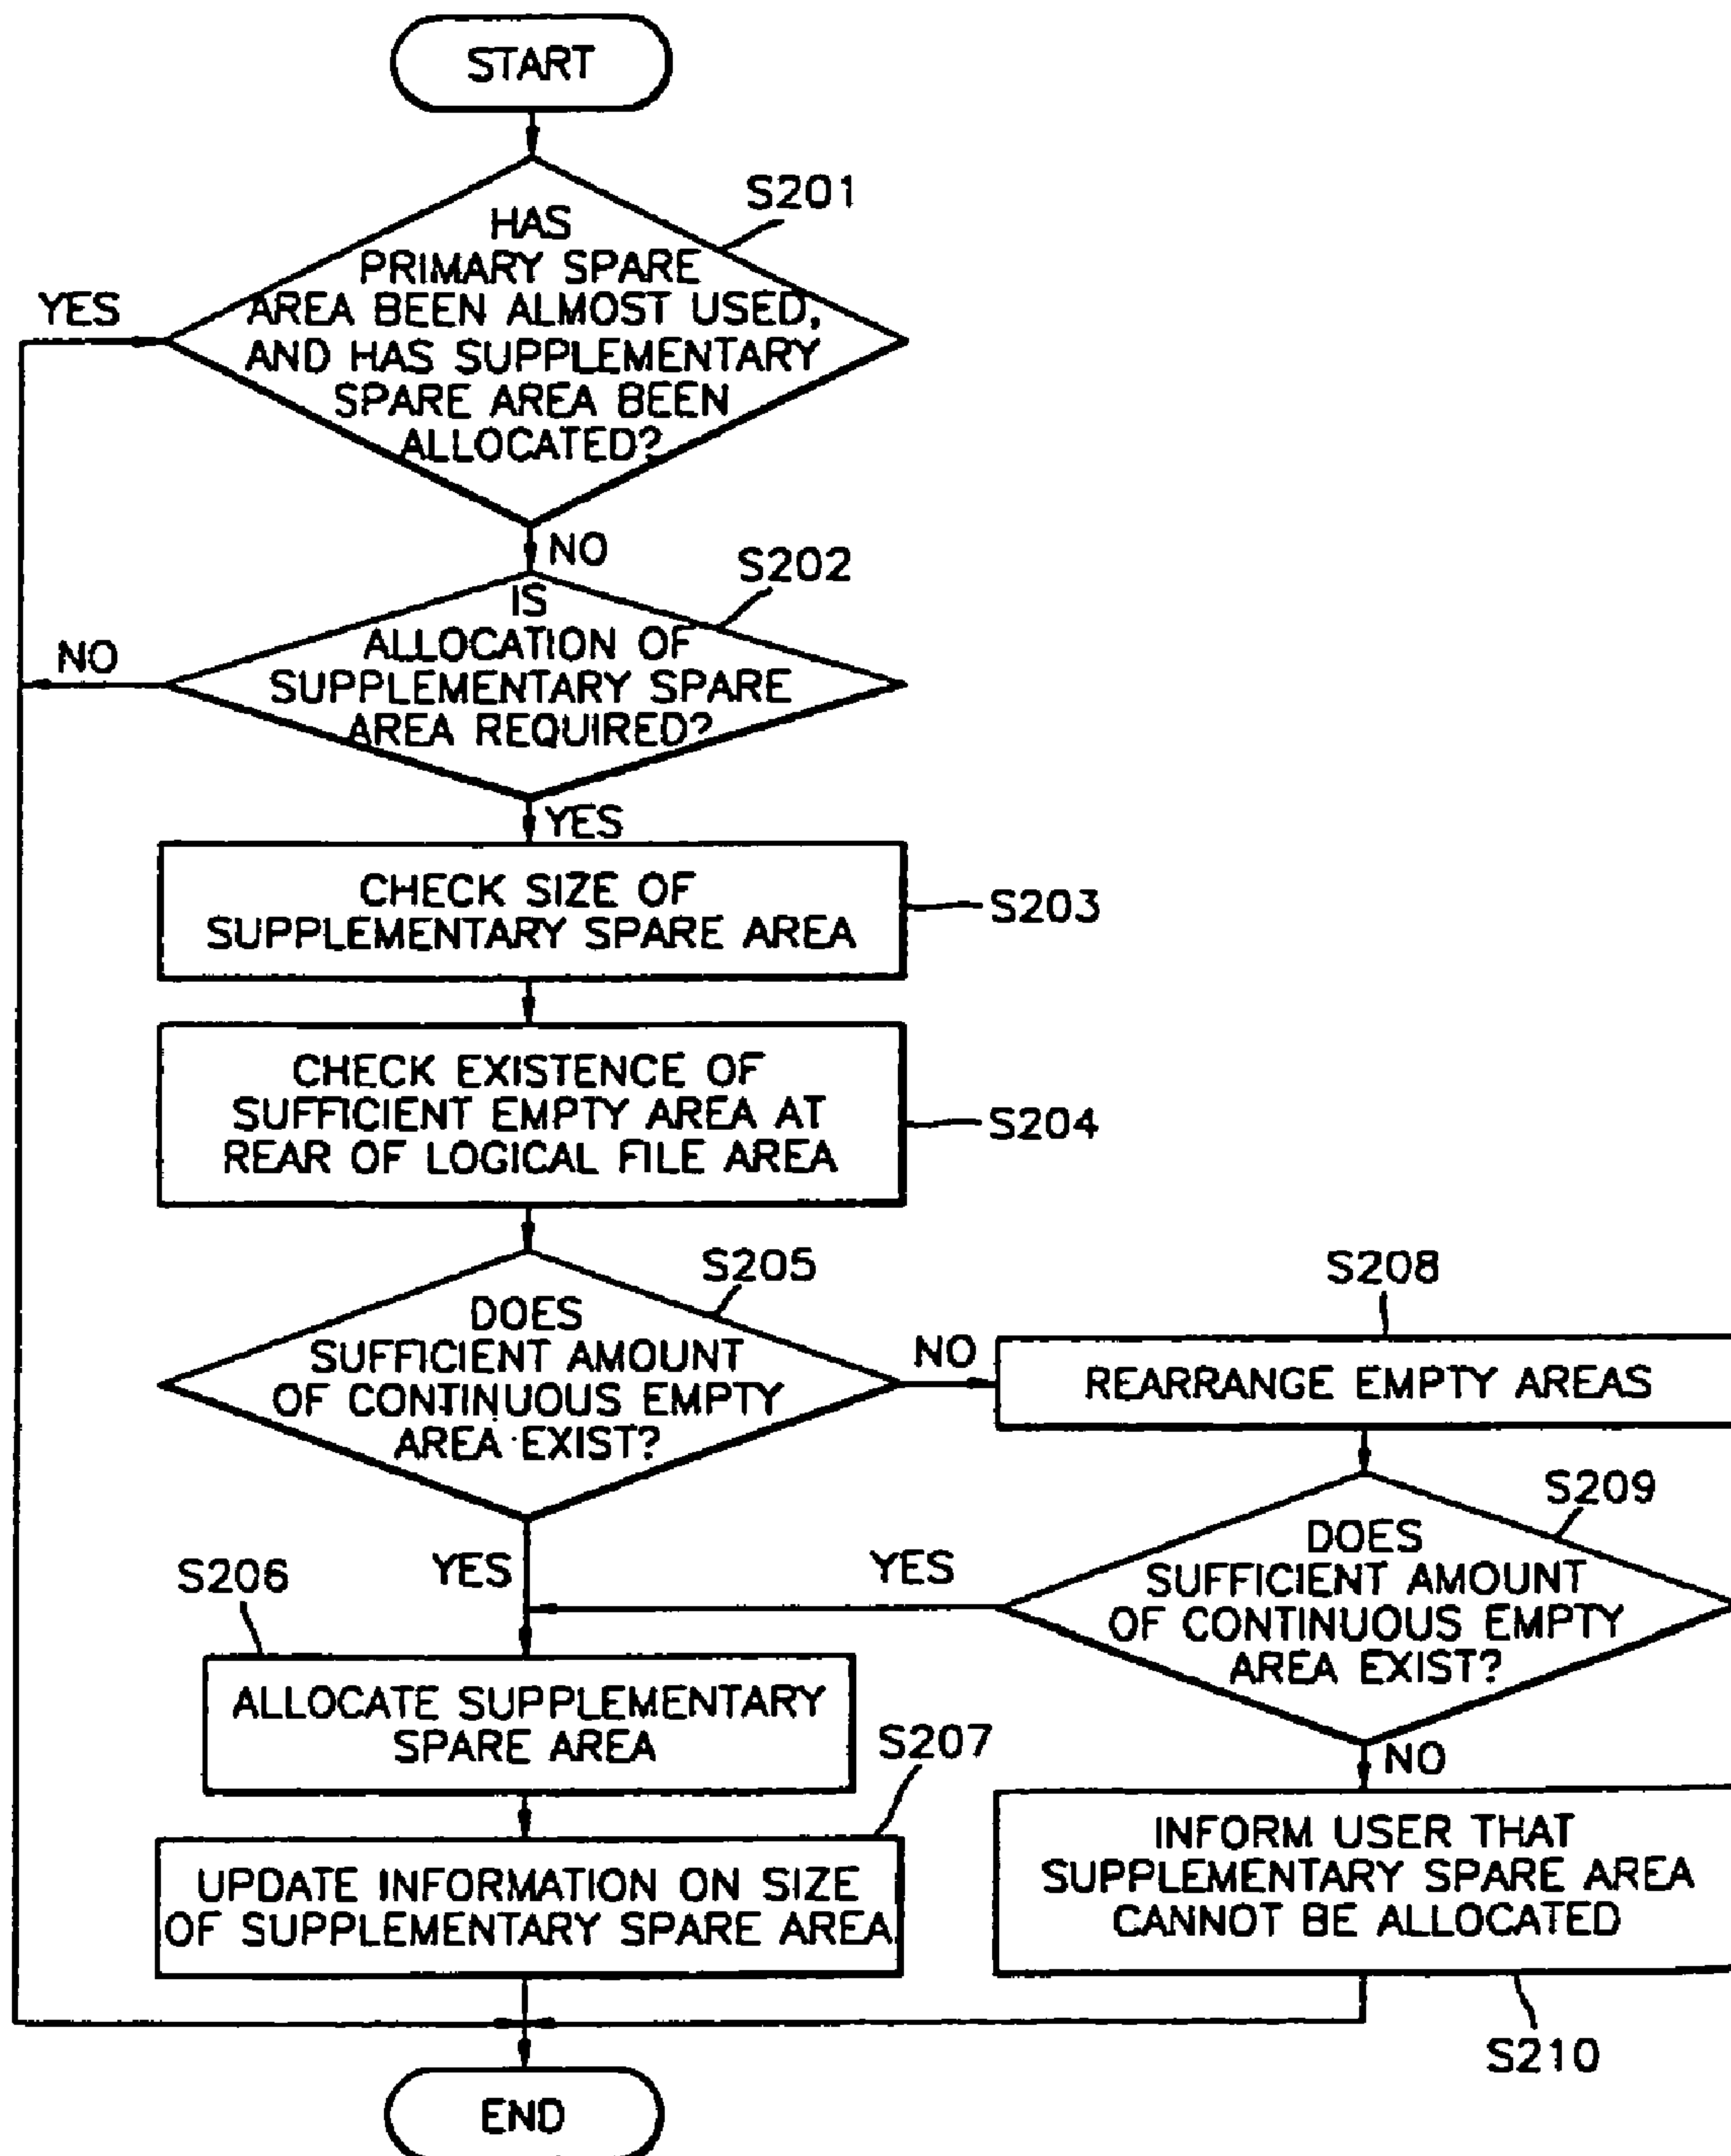 START
S201
HAS
PRIMARY SPARE
AREA BEEN ALMOST USED,
AND HAS SUPPLEMENTARY
SPARE AREA BEEN
ALLOCATED?
YES
NO
S202
IS
ALLOCATION OF
SUPPLEMENTARY SPARE
AREA REQUIRED?
NO
YES
CHECK SIZE OF
SUPPLEMENTARY SPARE AREA
S203
CHECK EXISTENCE OF
SUFFICIENT EMPTY AREA AT
REAR OF LOGICAL FILE AREA
S204
S205
DOES
SUFFICIENT AMOUNT
OF CONTINUOUS EMPTY
AREA EXIST?
NO
S208
REARRANGE EMPTY AREAS
S209
DOES
SUFFICIENT AMOUNT
OF CONTINUOUS EMPTY
AREA EXIST?
YES
YES
S206
ALLOCATE SUPPLEMENTARY
SPARE AREA
S207
UPDATE INFORMATION ON SIZE
OF SUPPLEMENTARY SPARE AREA
NO
INFORM USER THAT
SUPPLEMENTARY SPARE AREA
CANNOT BE ALLOCATED
S210
END